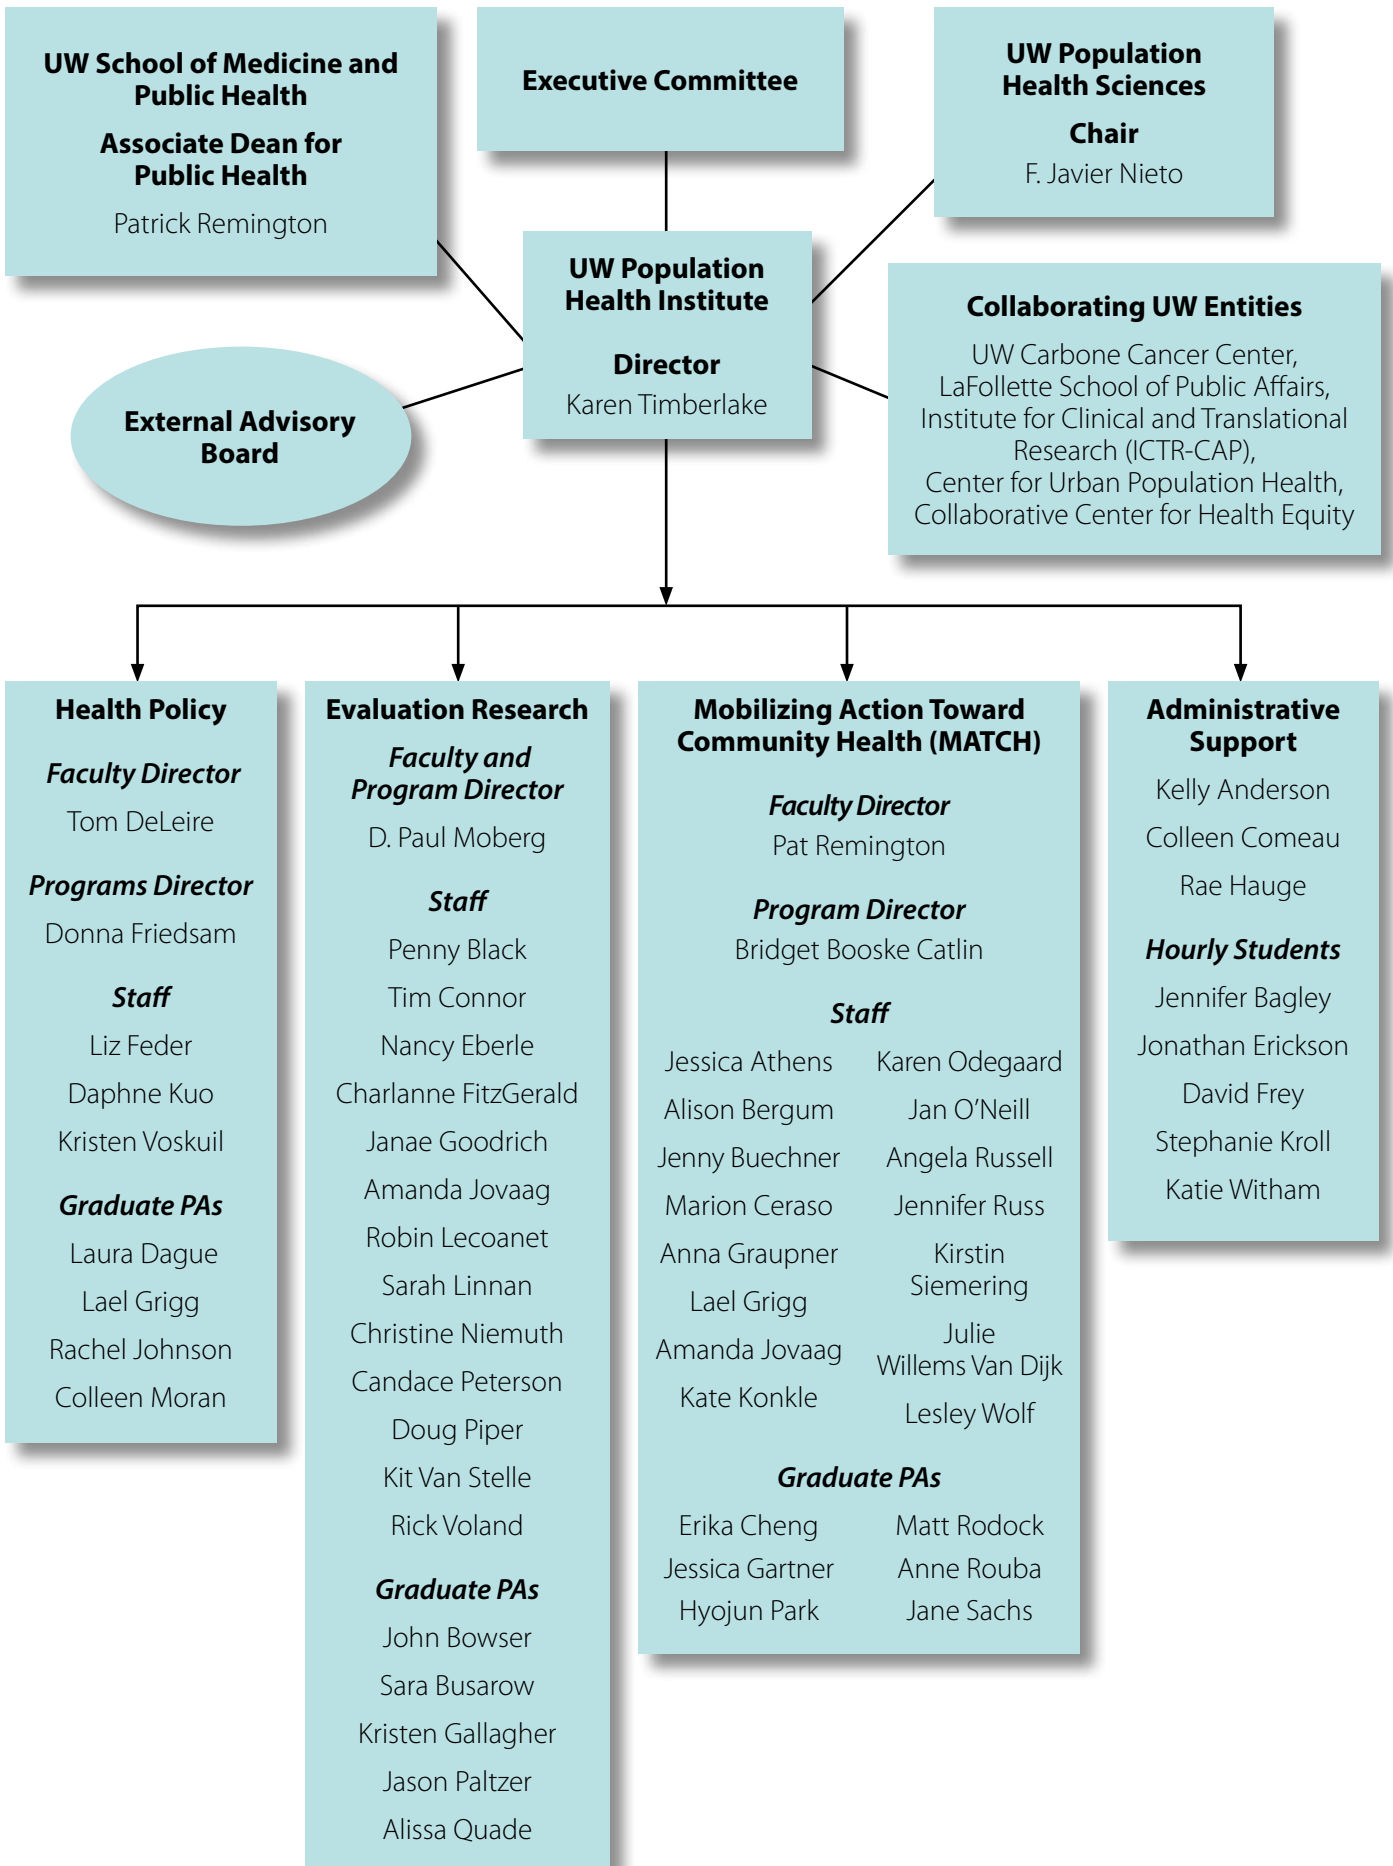 UW School of Medicine and
Public Health
Associate Dean for
Public Health
Patrick Remington
Executive Committee
UW Population
Health Sciences
Chair
F. Javier Nieto
UW Population
Health Institute
Director
Karen Timberlake
External Advisory
Board
Collaborating UW Entities
UW Carbone Cancer Center,
LaFollette School of Public Affairs,
Institute for Clinical and Translational
Research (ICTR-CAP),
Center for Urban Population Health,
Collaborative Center for Health Equity
Health Policy
Faculty Director
Tom DeLeire
Programs Director
Donna Friedsam
Staff
Liz Feder
Daphne Kuo
Kristen Voskuil
Graduate PAs
Laura Dague
Lael Grigg
Rachel Johnson
Colleen Moran
Evaluation Research
Faculty and
Program Director
D. Paul Moberg
Staff
Penny Black
Tim Connor
Nancy Eberle
Charlanne FitzGerald
Janae Goodrich
Amanda Jovaag
Robin Lecoanet
Sarah Linnan
Christine Niemuth
Candace Peterson
Doug Piper
Kit Van Stelle
Rick Voland
Graduate PAs
John Bowser
Sara Busarow
Kristen Gallagher
Jason Paltzer
Alissa Quade
Mobilizing Action Toward
Community Health (MATCH)
Faculty Director
Pat Remington
Program Director
Bridget Booske Catlin
Staff
Jessica Athens
Alison Bergum
Jenny Buechner
Marion Ceraso
Anna Graupner
Lael Grigg
Amanda Jovaag
Kate Konkle
Karen Odegaard
Jan O’Neill
Angela Russell
Jennifer Russ
Kirstin
Siemering
Julie
Willems Van Dijk
Lesley Wolf
Graduate PAs
Erika Cheng
Jessica Gartner
Hyojun Park
Matt Rodock
Anne Rouba
Jane Sachs
Administrative
Support
Kelly Anderson
Colleen Comeau
Rae Hauge
Hourly Students
Jennifer Bagley
Jonathan Erickson
David Frey
Stephanie Kroll
Katie Witham